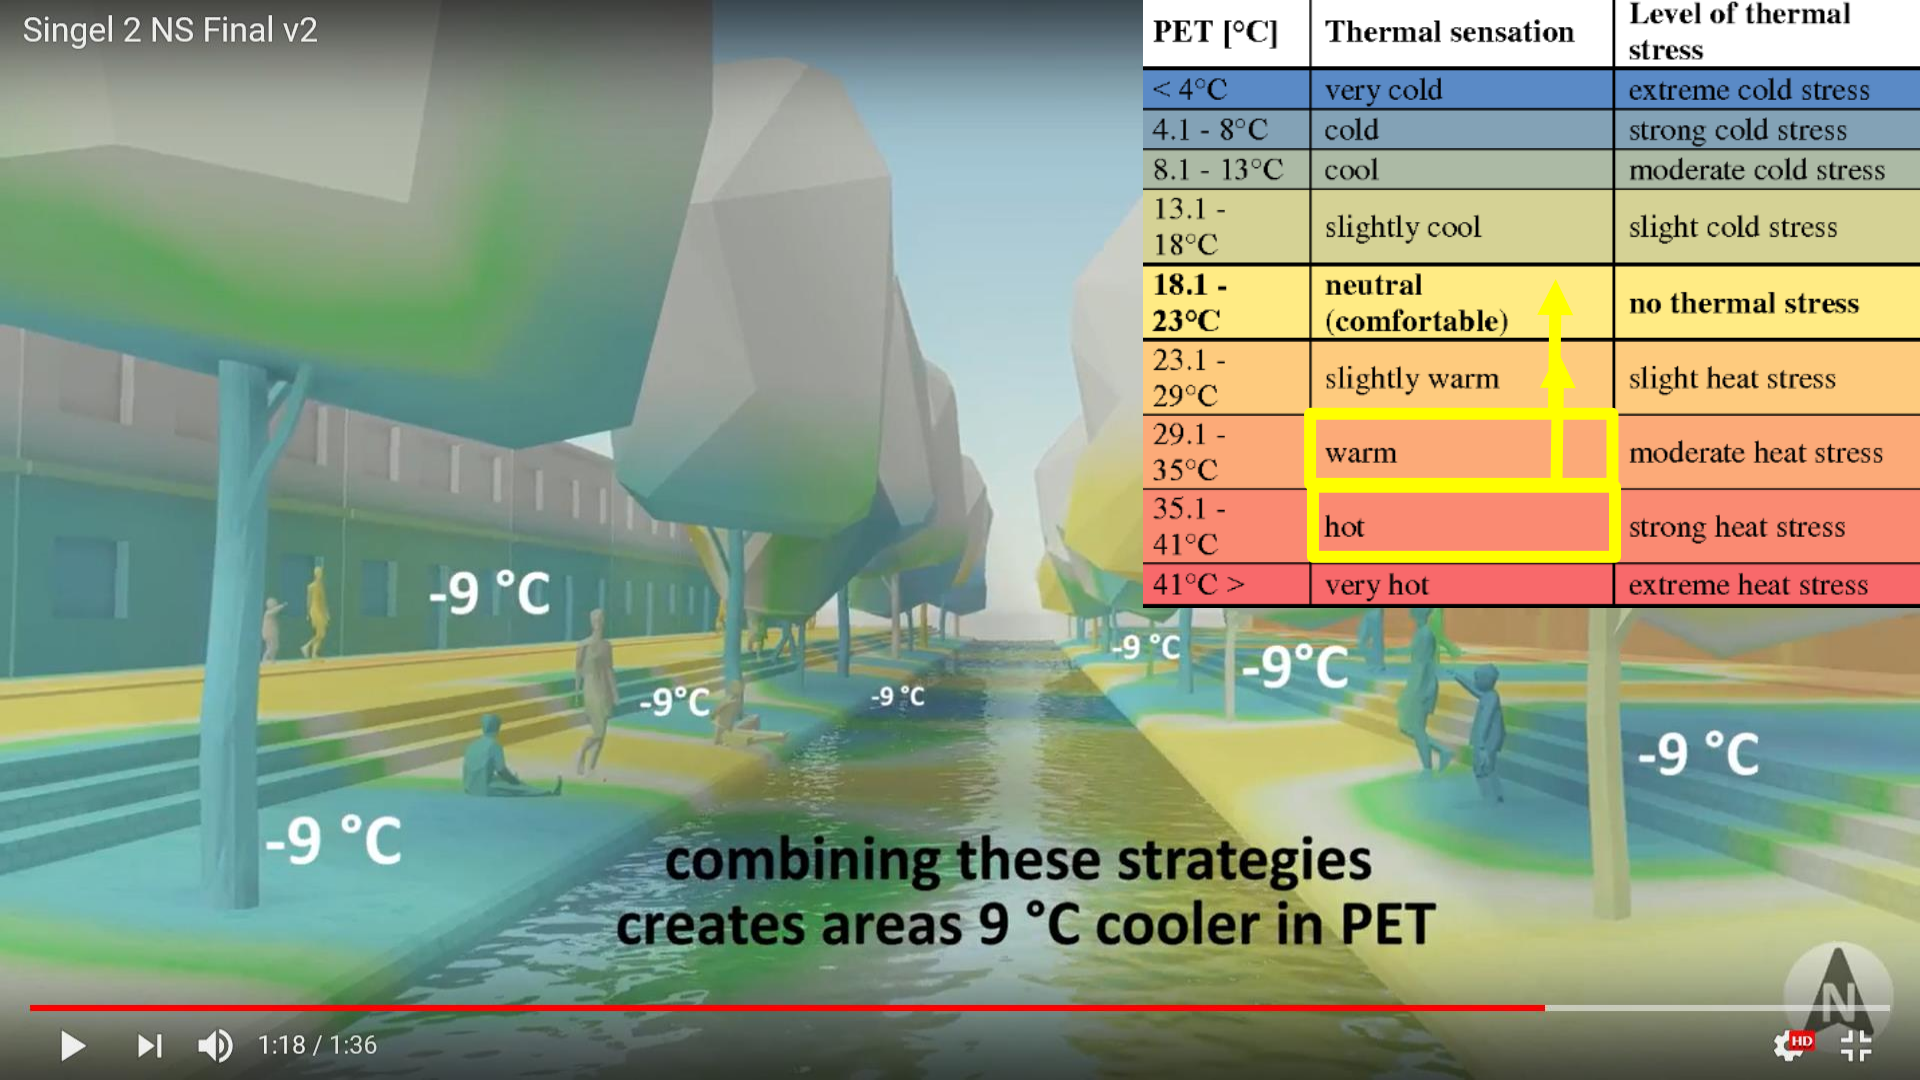 Singel 2 NS Final v2
PET [°C] Thermal sensation Level of thermal
stress
< 4°C very cold extreme cold stress
4.1 - 8°C cold strong cold stress
8.1 - 13°C cool moderate cold stress
13.1 -
18°C slightly cool slight cold stress
18.1 -
23°C neutral
(comfortable) no thermal stress
23.1 -
29°C slightly warm slight heat stress
29.1 -
35°C warm moderate heat stress
35.1 -
41°C hot strong heat stress
41°C > very hot extreme heat stress
-9 °C
-9°C
-9 °C
-9 °C
-9°C
-9 °C
-9 °C
combining these strategies
creates areas 9 °C cooler in PET
N
1:18 / 1:36
HD